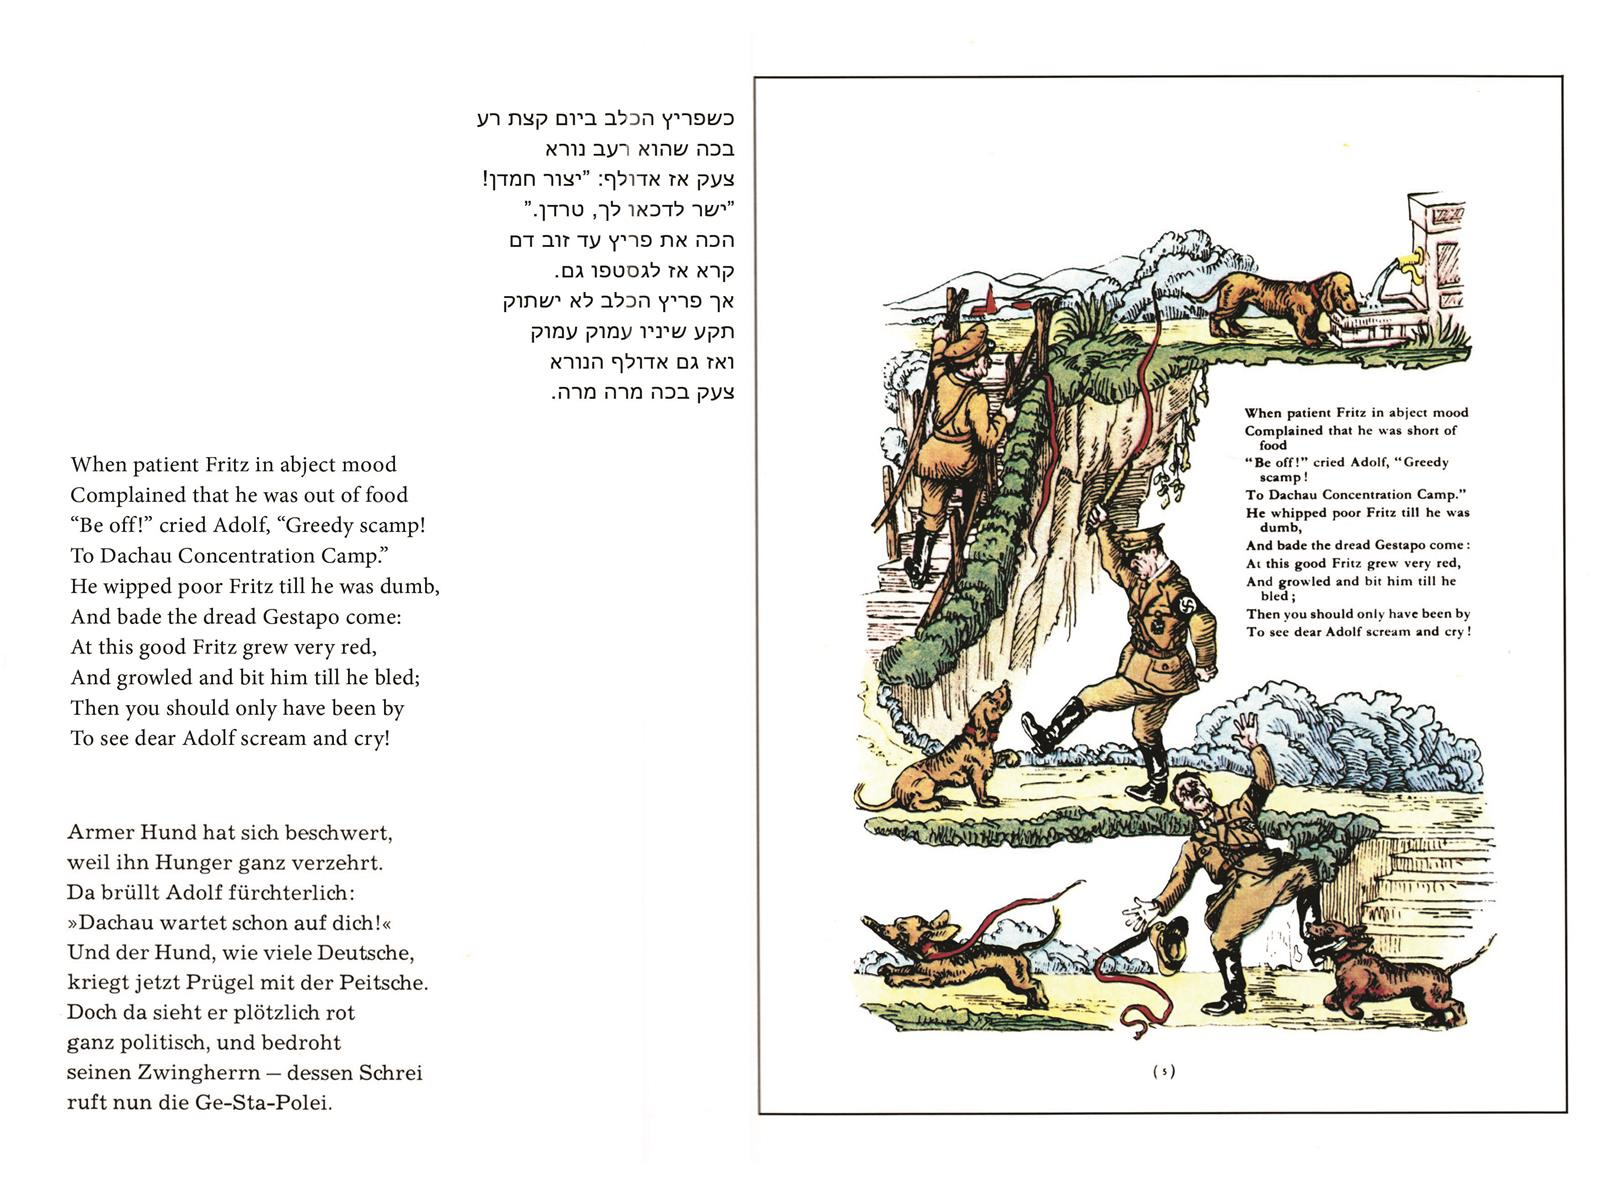 כשפריץ הכלב ביום קצת רע
בכה שהוא רעב נורא
צעק אז אדולף: ”יצור חמדן!
”ישר לדכאו לך, טרדן.”
הכה את פריץ עד זוב דם
קרא אז לגסטפו גם.
אך פריץ הכלב לא ישתוק
תקע שיניו עמוק עמוק
ואז גם אדולף הנורא
צעק בכה מרה מרה.
When patient Fritz in abject mood
Complained that he was out of food
“Be off!” cried Adolf, “Greedy scamp!
To Dachau Concentration Camp.”
He wipped poor Fritz till he was dumb,
And bade the dread Gestapo come:
At this good Fritz grew very red,
And growled and bit him till he bled;
Then you should only have been by
To see dear Adolf scream and cry!
Armer Hund hat sich beschwert,
weil ihn Hunger ganz verzehrt.
Da brüllt Adolf fürchterlich:
»Dachau wartet schon auf dich!«
Und der Hund, wie viele Deutsche,
kriegt jetzt Prügel mit der Peitsche.
Doch da sieht er plötzlich rot
ganz politisch, und bedroht
seinen Zwingherrn — dessen Schrei
ruft nun die Ge-Sta-Polei.
When patient Fritz in abject mood
Complained that he was short of
food
“Be off!” cried Adolf, “Greedy
scamp!
To Dachau Concentration Camp.”
He whipped poor Fritz till he was
dumb,
And bade the dread Gestapo come:
At this good Fritz grew very red,
And growled and bit him till he
bled;
Then you should only have been by
To see dear Adolf scream and cry!
(5)